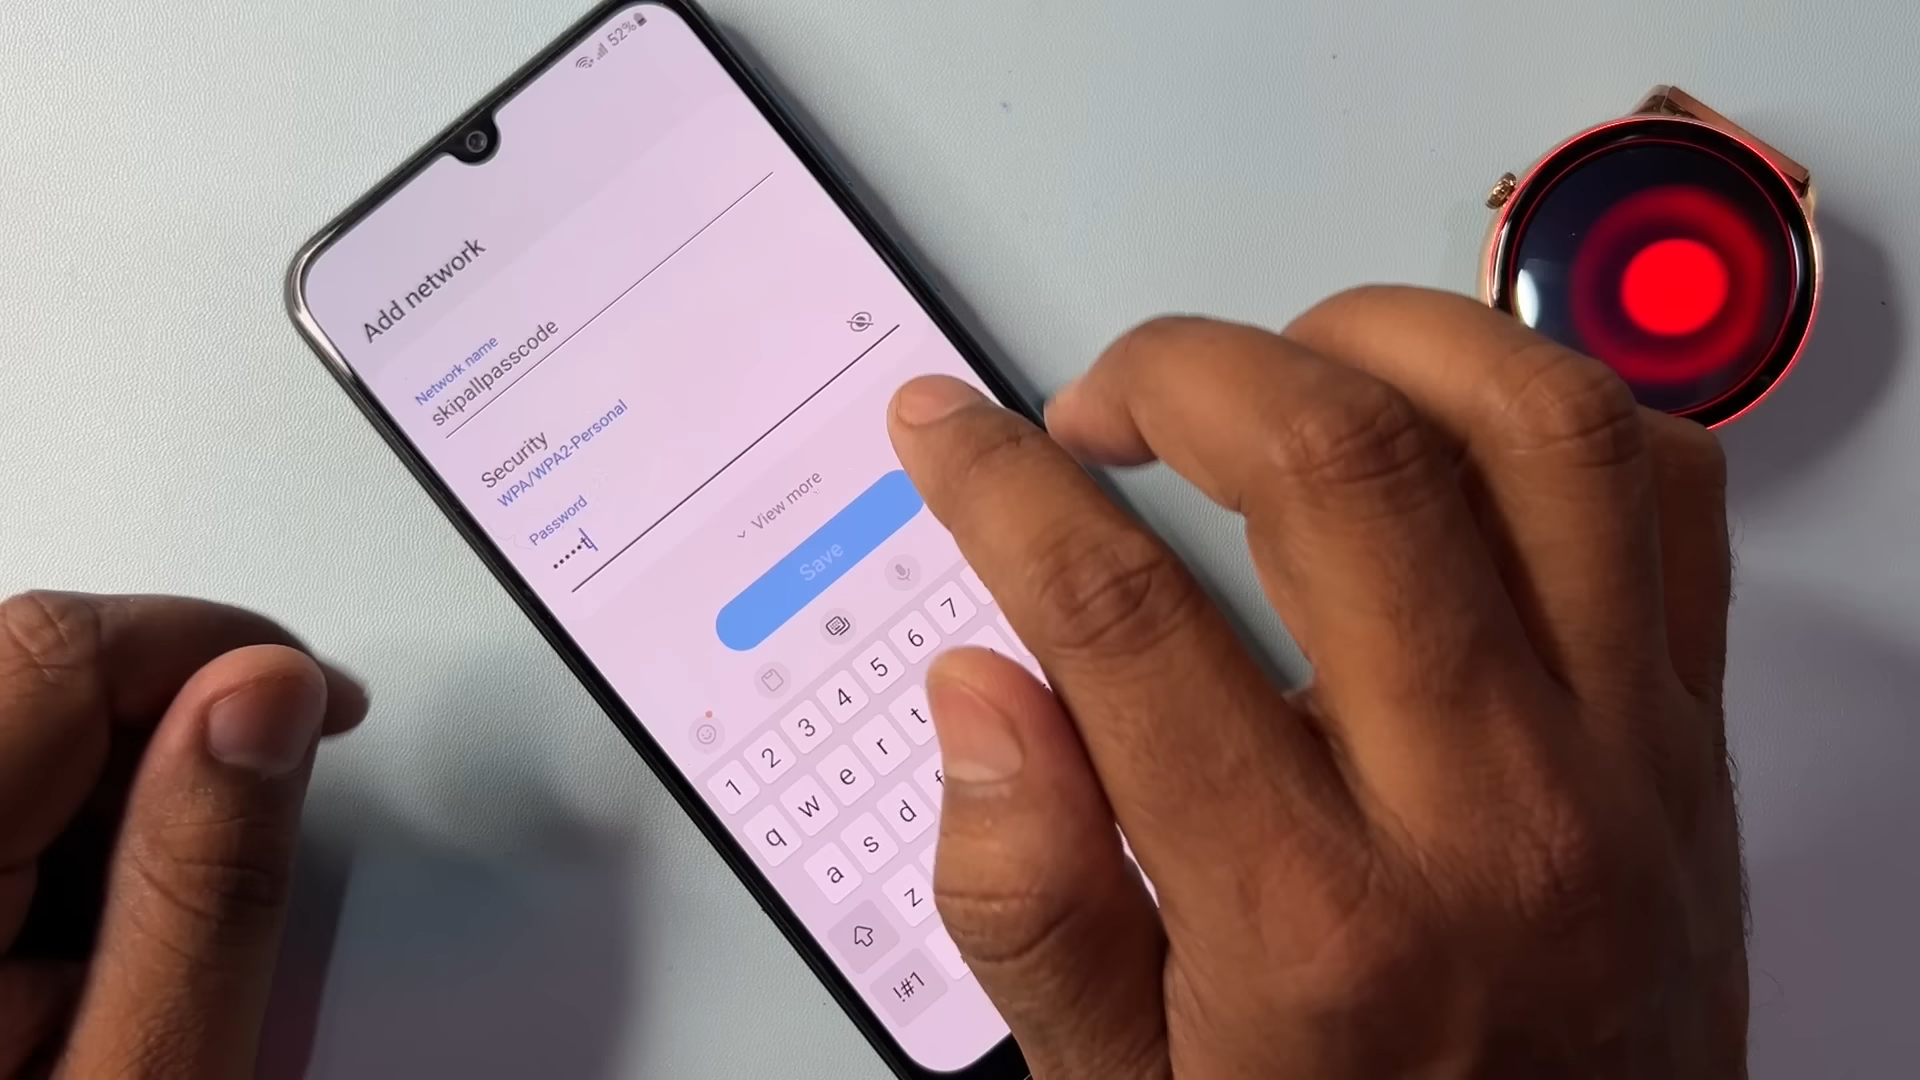 52%
Add network
Network name
skipallpasscode
Security
WPA/WPA2-Personal
Password
•••••t
View more
Save
1 2 3 4 5 6 7
q w e r t
a s d f
z
!#1